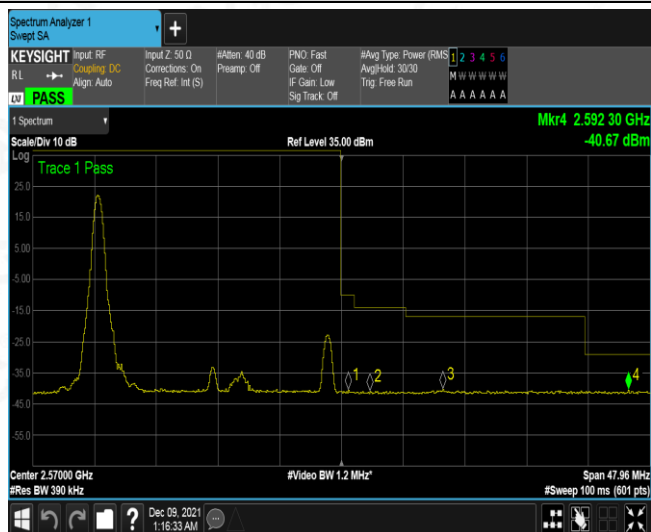 Spectrum Analyzer 1
Swept SA
+
KEYSIGHT
RL
LXI PASS
Input: RF
Coupling: DC
Align: Auto
Input Z: 50 Ω
Corrections: On
Freq Ref: Int (S)
#Atten: 40 dB
Preamp: Off
PNO: Fast
Gate: Off
IF Gain: Low
Sig Track: Off
#Avg Type: Power (RMS
Avg|Hold: 30/30
Trig: Free Run
1 2 3 4 5 6
M W W W W W
A A A A A A
1 Spectrum
Mkr4 2.592 30 GHz
Scale/Div 10 dB
Ref Level 35.00 dBm
-40.67 dBm
Log
Trace 1 Pass
25.0
15.0
5.00
-5.00
-15.0
-25.0
-35.0
1
2
3
4
-45.0
-55.0
Center 2.57000 GHz
#Video BW 1.2 MHz*
Span 47.96 MHz
#Res BW 390 kHz
#Sweep 100 ms (601 pts)
?
Dec 09, 2021
1:16:33 AM